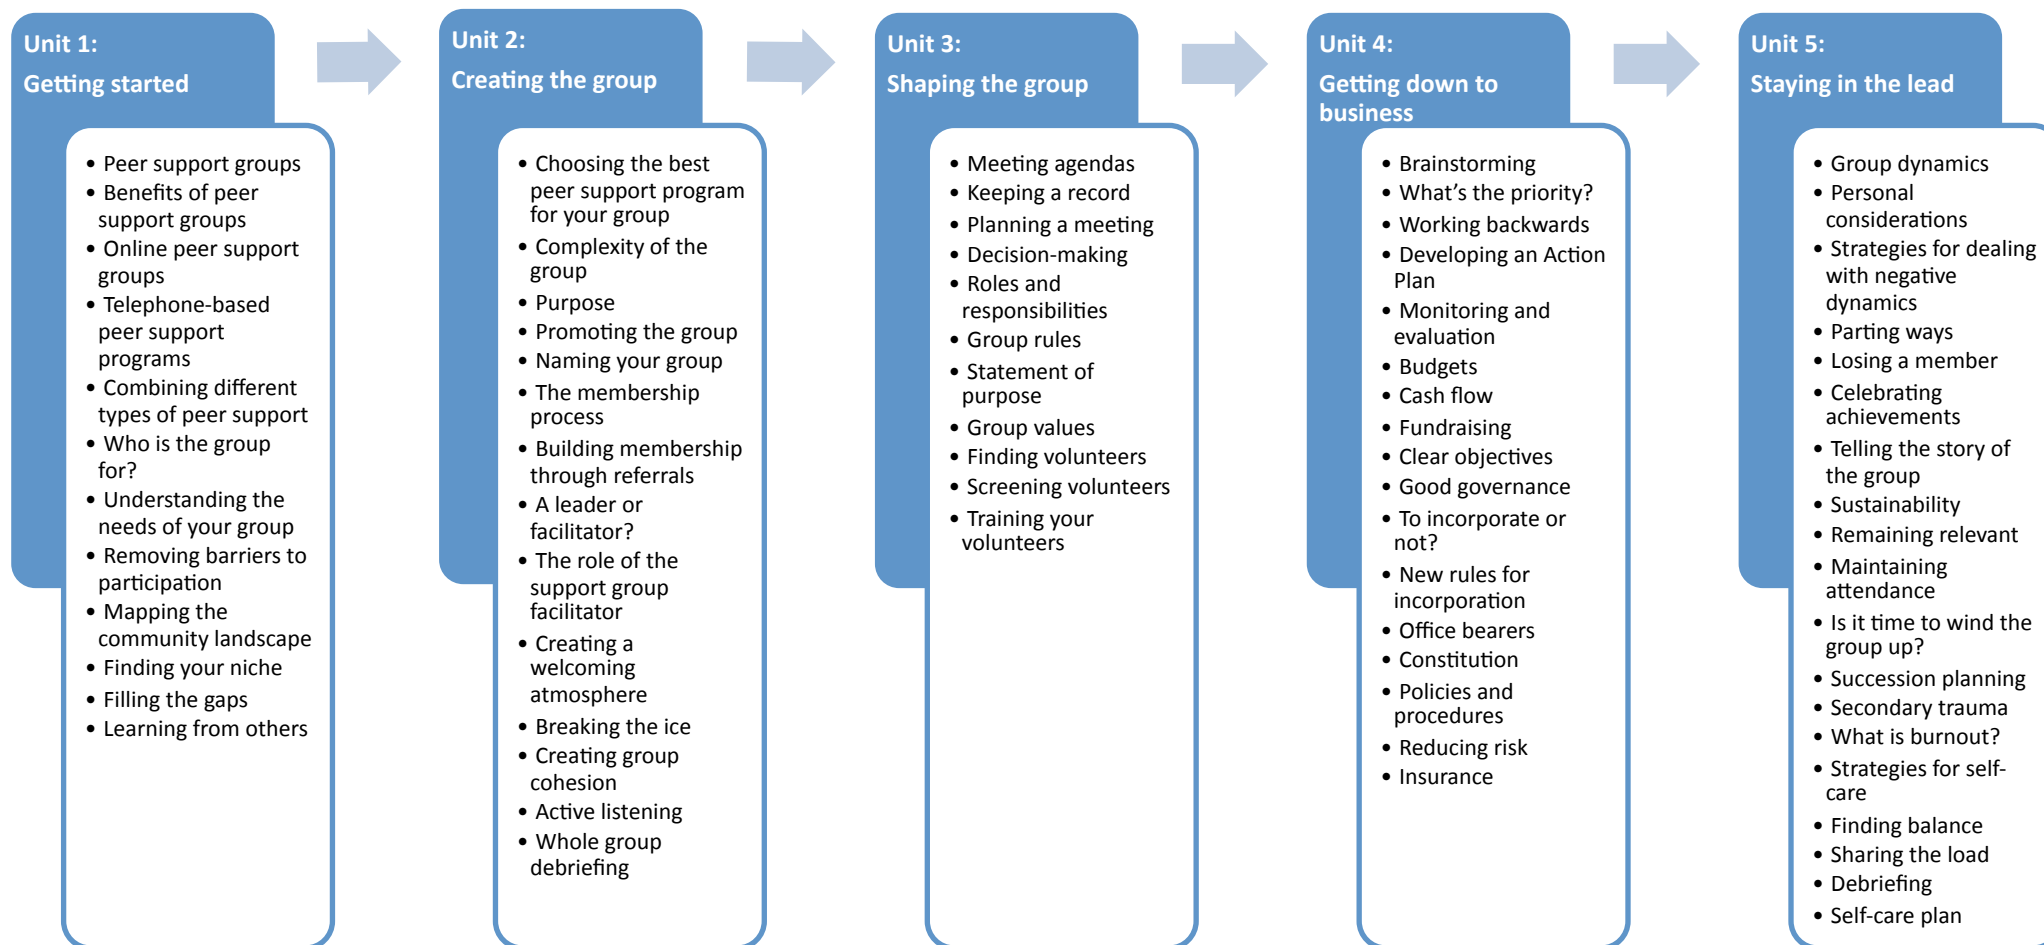 Unit 1:
Getting started
• Peer support groups
• Benefits of peer
support groups
• Online peer support
groups
• Telephone-based
peer support
programs
• Combining different
types of peer support
• Who is the group
for?
• Understanding the
needs of your group
• Removing barriers to
participation
• Mapping the
community landscape
• Finding your niche
• Filling the gaps
• Learning from others
Unit 2:
Creating the group
• Choosing the best
peer support program
for your group
• Complexity of the
group
• Purpose
• Promoting the group
• Naming your group
• The membership
process
• Building membership
through referrals
• A leader or
facilitator?
• The role of the
support group
facilitator
• Creating a
welcoming
atmosphere
• Breaking the ice
• Creating group
cohesion
• Active listening
• Whole group
debriefing
Unit 3:
Shaping the group
• Meeting agendas
• Keeping a record
• Planning a meeting
• Decision-making
• Roles and
responsibilities
• Group rules
• Statement of
purpose
• Group values
• Finding volunteers
• Screening volunteers
• Training your
volunteers
Unit 4:
Getting down to
business
• Brainstorming
• What’s the priority?
• Working backwards
• Developing an Action
Plan
• Monitoring and
evaluation
• Budgets
• Cash flow
• Fundraising
• Clear objectives
• Good governance
• To incorporate or
not?
• New rules for
incorporation
• Office bearers
• Constitution
• Policies and
procedures
• Reducing risk
• Insurance
Unit 5:
Staying in the lead
• Group dynamics
• Personal
considerations
• Strategies for dealing
with negative
dynamics
• Parting ways
• Losing a member
• Celebrating
achievements
• Telling the story of
the group
• Sustainability
• Remaining relevant
• Maintaining
attendance
• Is it time to wind the
group up?
• Succession planning
• Secondary trauma
• What is burnout?
• Strategies for self-
care
• Finding balance
• Sharing the load
• Debriefing
• Self-care plan